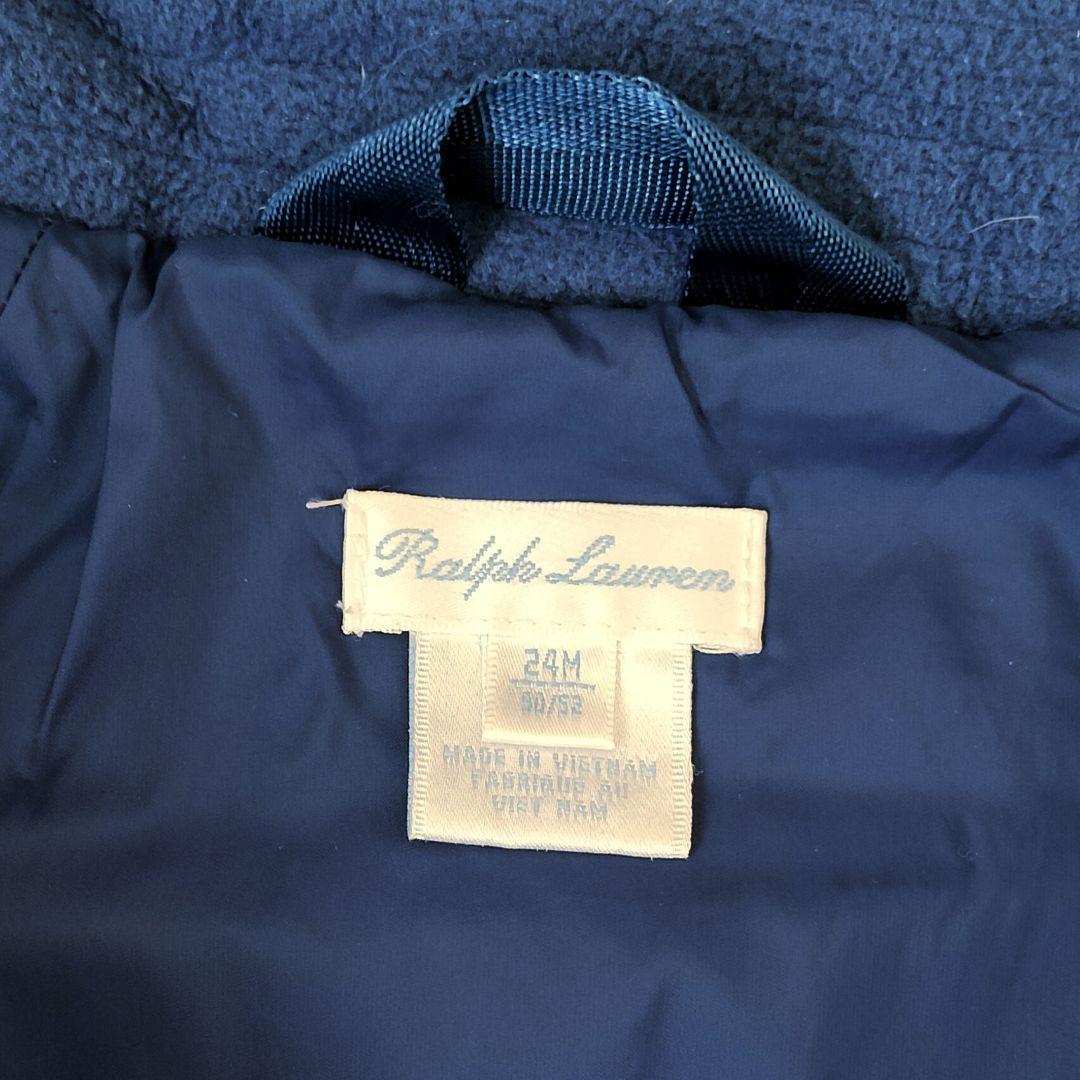 Ralph Lauren
24M
90/52
MADE IN VIETNAM
FABRIQUE AU
VIET NAM